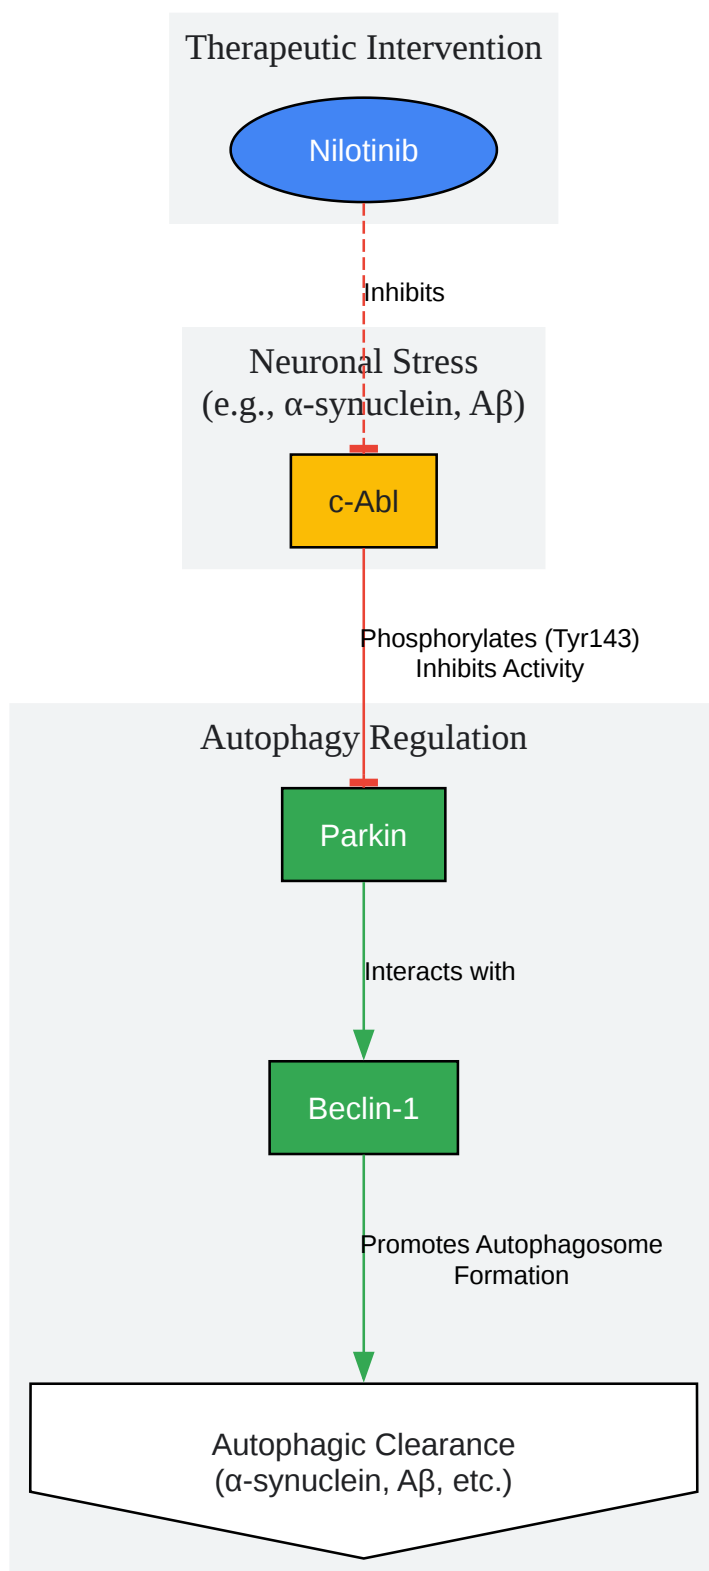 Therapeutic Intervention
Nilotinib
Inhibits
Neuronal Stress
(e.g., α-synuclein, Aβ)
c-Abl
Phosphorylates (Tyr143)
Inhibits Activity
Autophagy Regulation
Parkin
Interacts with
Beclin-1
Promotes Autophagosome
Formation
Autophagic Clearance
(α-synuclein, Aβ, etc.)